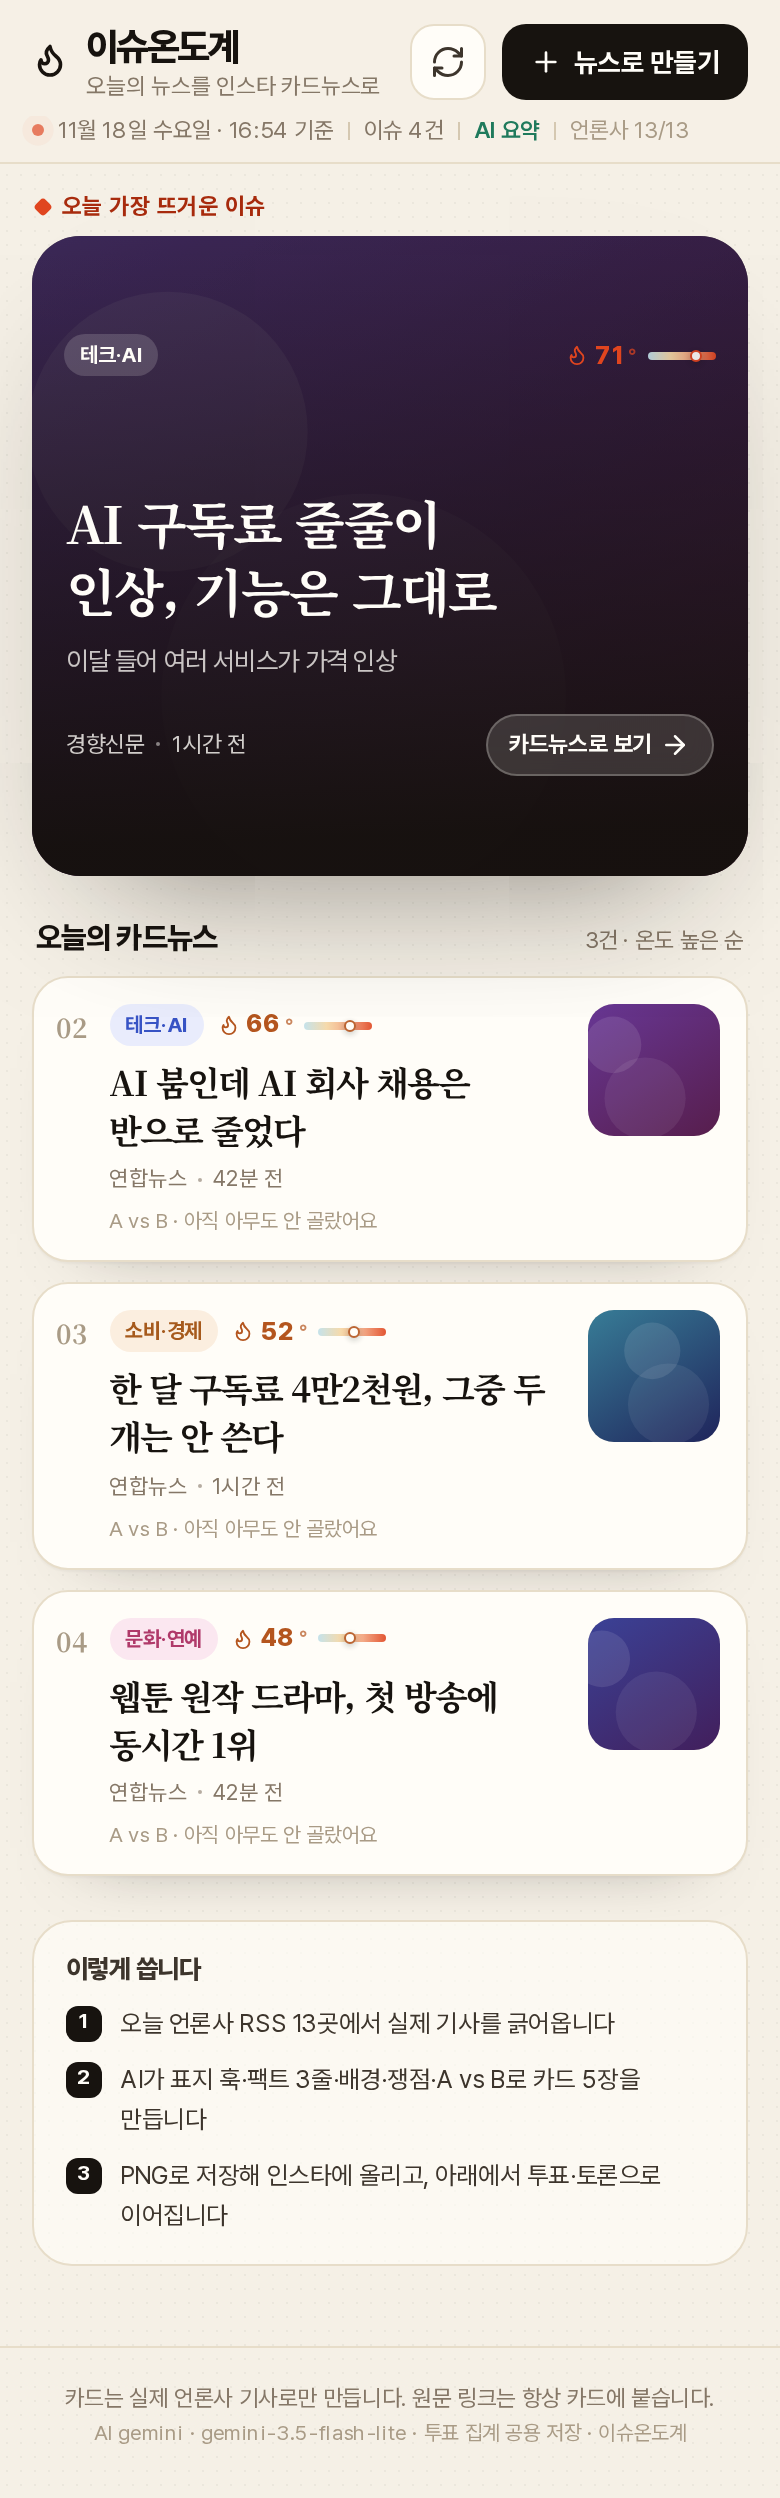 이슈온도계
오늘의 뉴스를 인스타 카드뉴스로
뉴스로 만들기
11월 18일 수요일 · 16:54 기준 | 이슈 4건 | AI 요약 | 언론사 13/13
오늘 가장 뜨거운 이슈
테크·AI
71°
AI 구독료 줄줄이
인상, 기능은 그대로
이달 들어 여러 서비스가 가격 인상
경향신문 · 1시간 전
카드뉴스로 보기 →
오늘의 카드뉴스
3건 · 온도 높은 순
02
테크·AI
66°
AI 붐인데 AI 회사 채용은
반으로 줄었다
연합뉴스 · 42분 전
A vs B · 아직 아무도 안 골랐어요
03
소비·경제
52°
한 달 구독료 4만2천원, 그중 두
개는 안 쓴다
연합뉴스 · 1시간 전
A vs B · 아직 아무도 안 골랐어요
04
문화·연예
48°
웹툰 원작 드라마, 첫 방송에
동시간 1위
연합뉴스 · 42분 전
A vs B · 아직 아무도 안 골랐어요
이렇게 씁니다
1 오늘 언론사 RSS 13곳에서 실제 기사를 긁어옵니다
2 AI가 표지 훅·팩트 3줄·배경·쟁점·A vs B로 카드 5장을
만듭니다
3 PNG로 저장해 인스타에 올리고, 아래에서 투표·토론으로
이어집니다
카드는 실제 언론사 기사로만 만듭니다. 원문 링크는 항상 카드에 붙습니다.
AI gemini · gemini-3.5-flash-lite · 투표 집계 공용 저장 · 이슈온도계